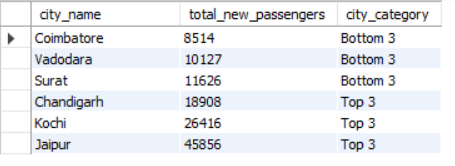 city_name total_new_passengers city_category
Coimbatore 8514 Bottom 3
Vadodara 10127 Bottom 3
Surat 11626 Bottom 3
Chandigarh 18908 Top 3
Kochi 26416 Top 3
Jaipur 45856 Top 3